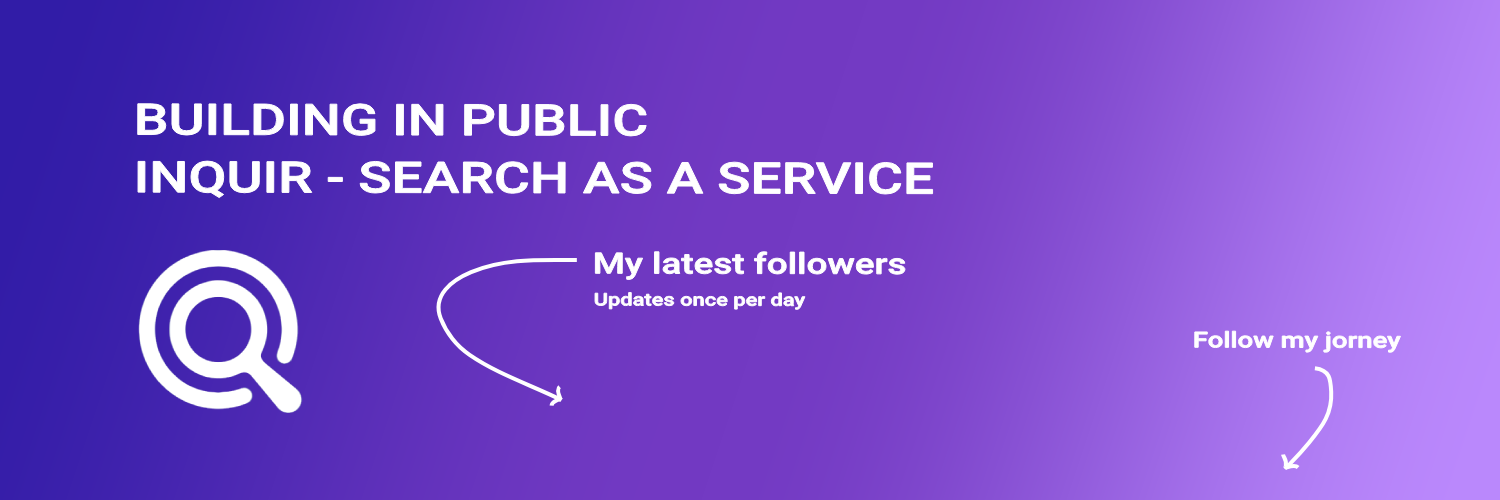 BUILDING IN PUBLIC
INQUIR - SEARCH AS A SERVICE
My latest followers
Updates once per day
Follow my jorney